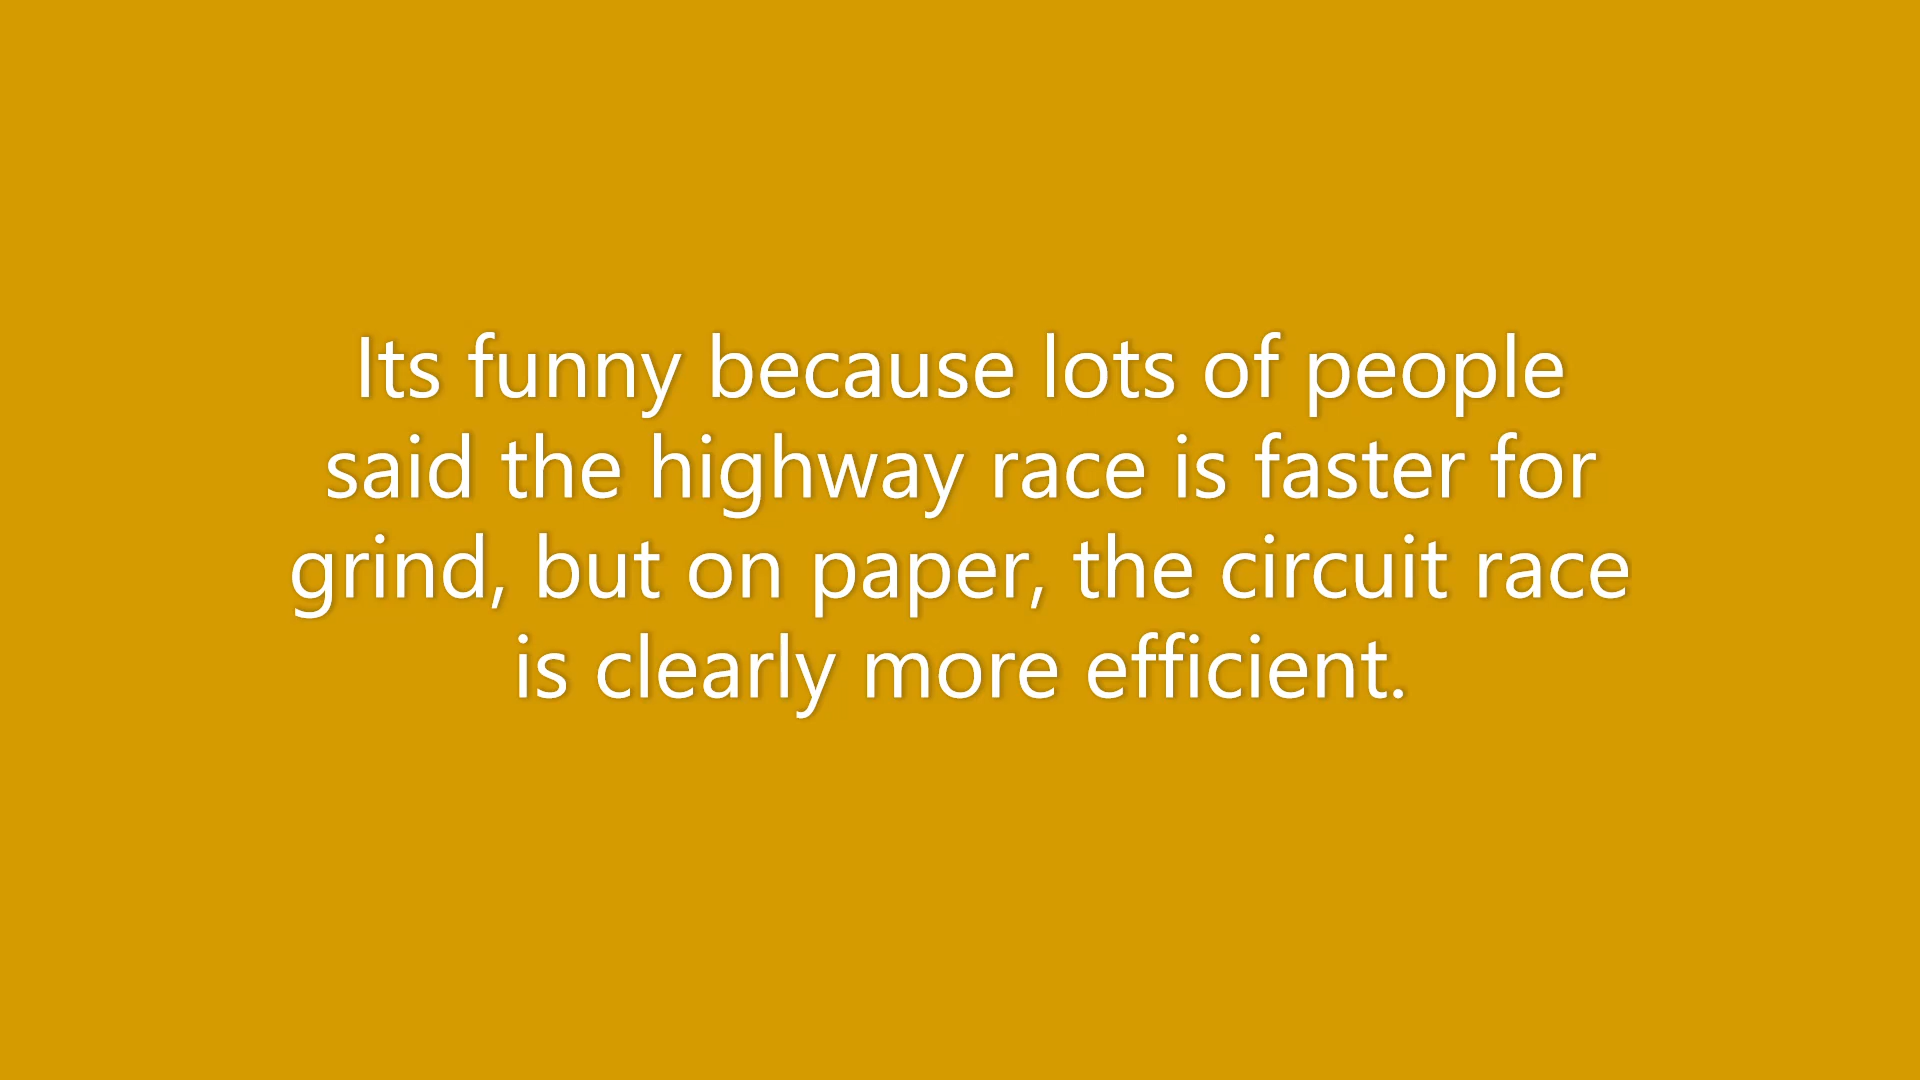 Its funny because lots of people
said the highway race is faster for
grind, but on paper, the circuit race
is clearly more efficient.